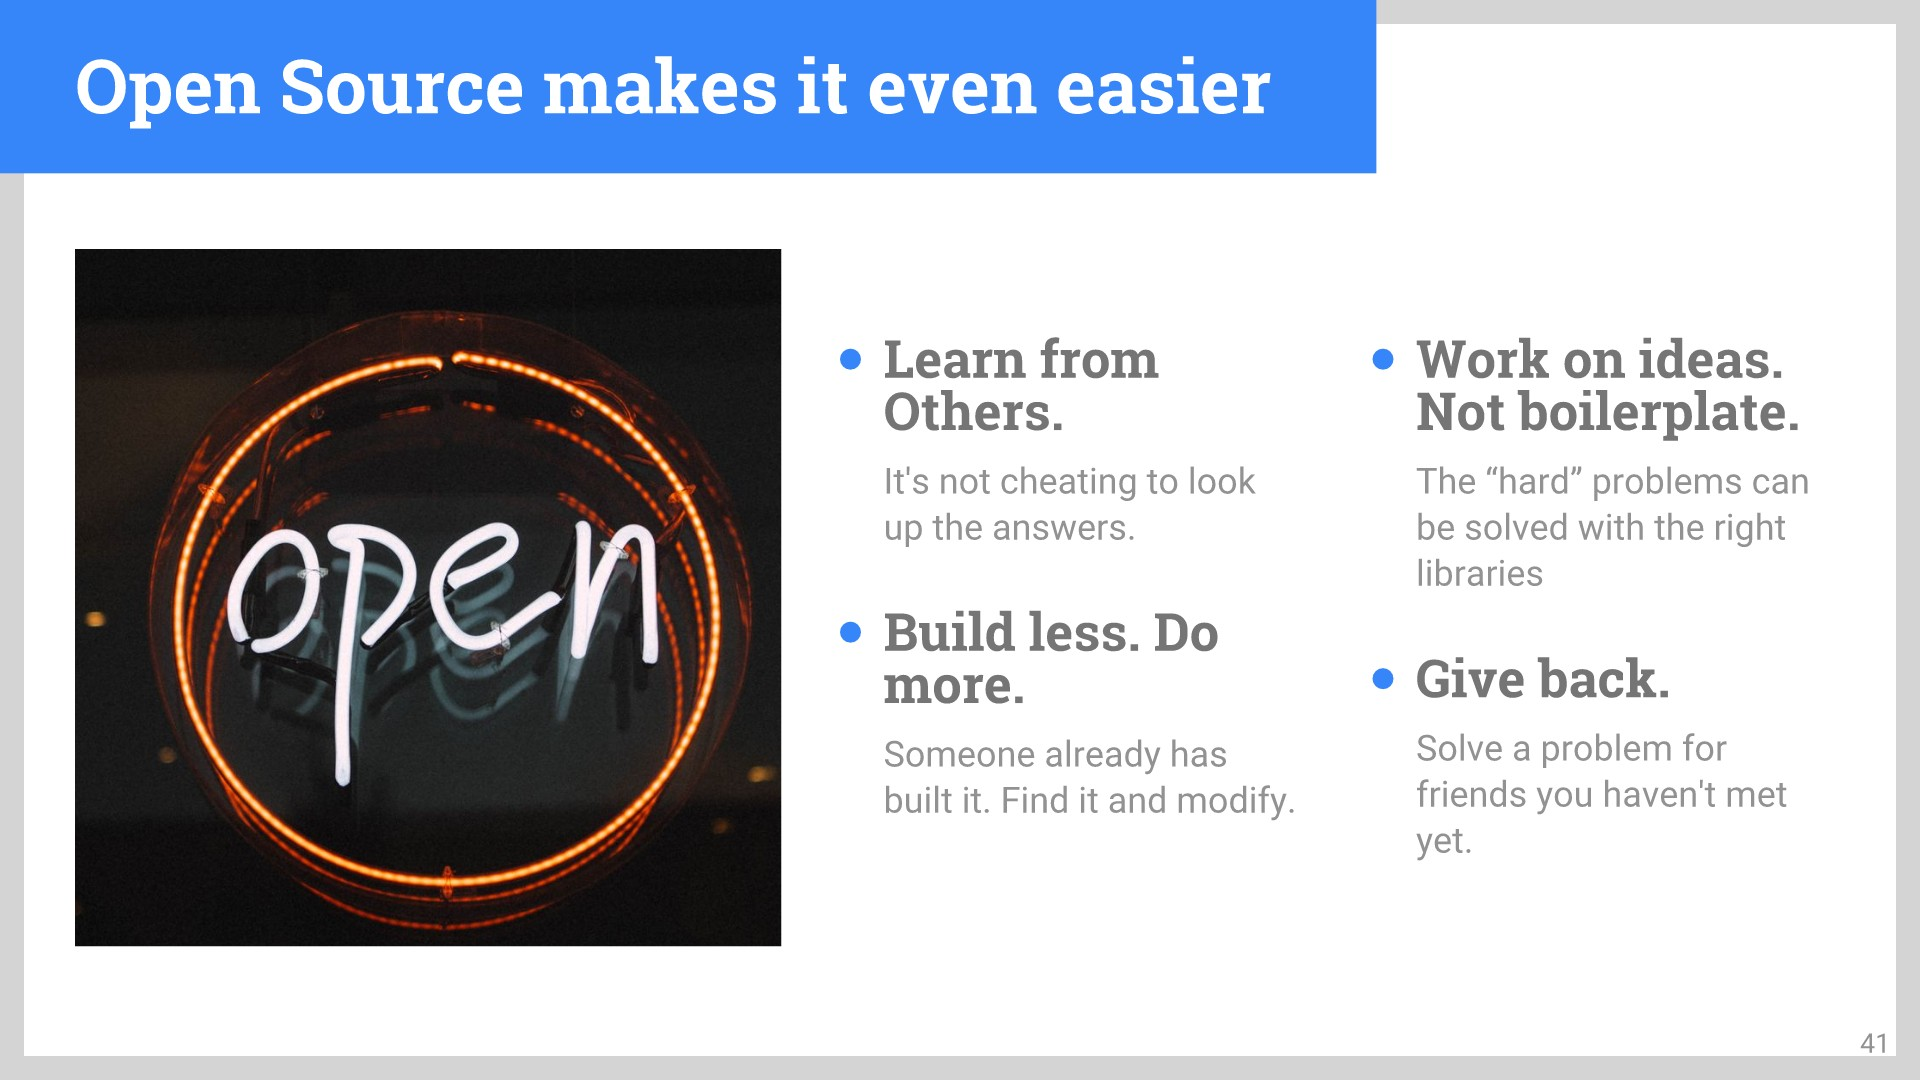 Open Source makes it even easier
open
Learn from
Others.
It's not cheating to look
up the answers.
Build less. Do
more.
Someone already has
built it. Find it and modify.
Work on ideas.
Not boilerplate.
The “hard” problems can
be solved with the right
libraries
Give back.
Solve a problem for
friends you haven't met
yet.
41